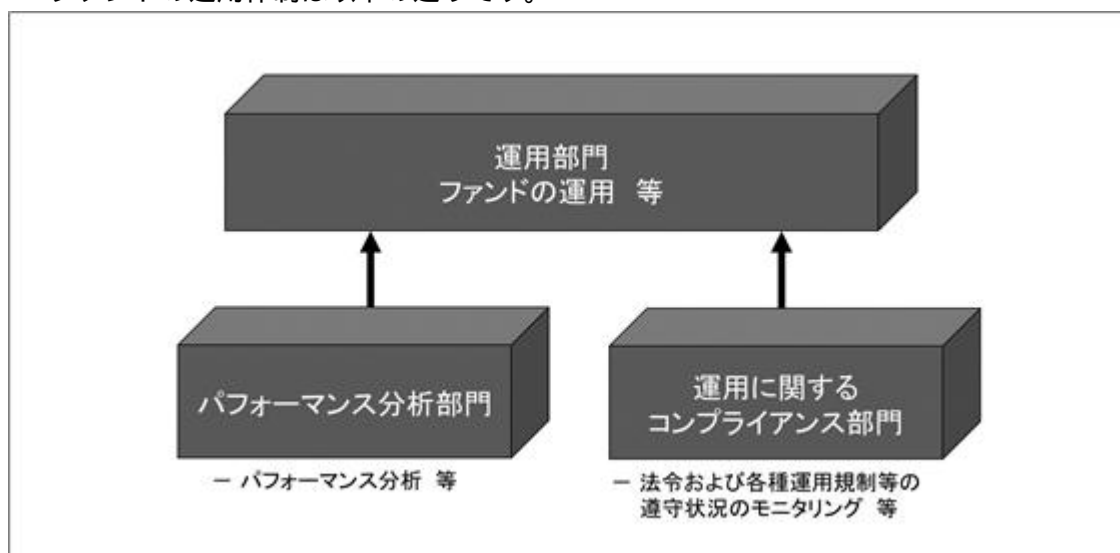 運用部門
ファンドの運用 等
パフォーマンス分析部門
－ パフォーマンス分析 等
運用に関する
コンプライアンス部門
－ 法令および各種運用規制等の
遵守状況のモニタリング 等